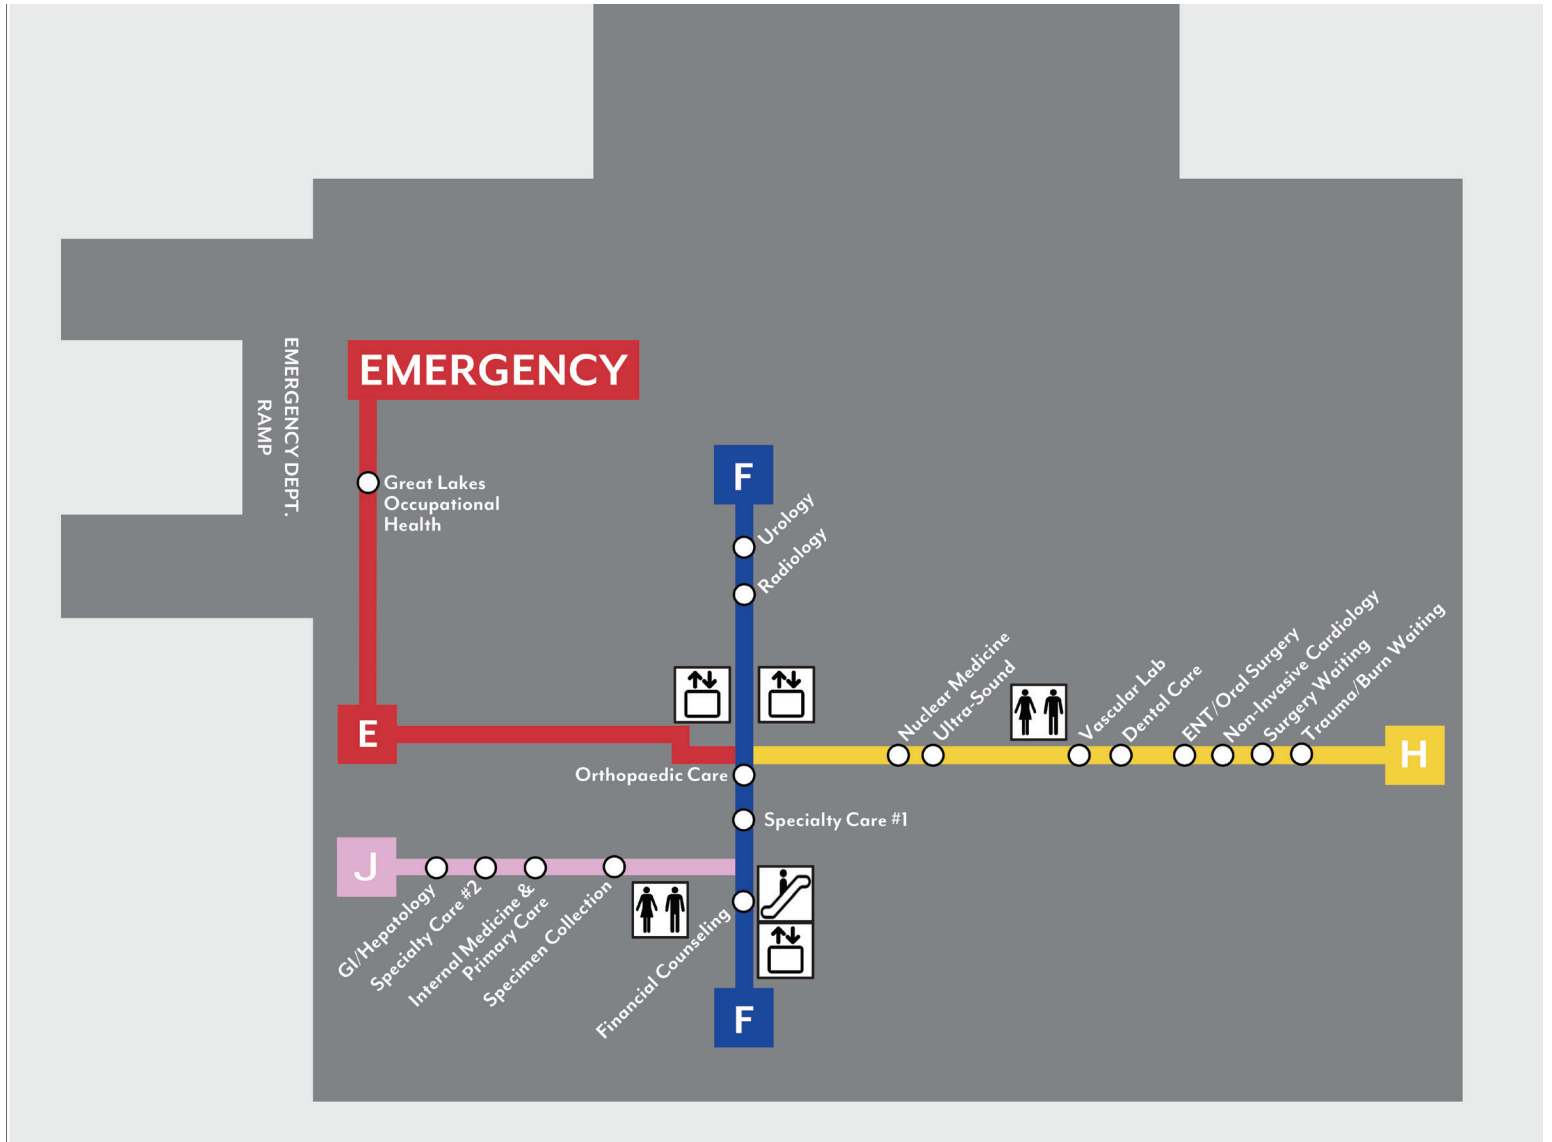 EMERGENCY DEPT.
RAMP
EMERGENCY
Great Lakes
Occupational
Health
F
Urology
Radiology
E
Orthopaedic Care
Specialty Care #1
Nuclear Medicine
Ultra-Sound
Vascular Lab
Dental Care
ENT/Oral Surgery
Non-Invasive Cardiology
Surgery Waiting
Trauma/Burn Waiting
H
J
GI/Hepatology
Specialty Care #2
Internal Medicine &
Primary Care
Specimen Collection
Financial Counseling
F